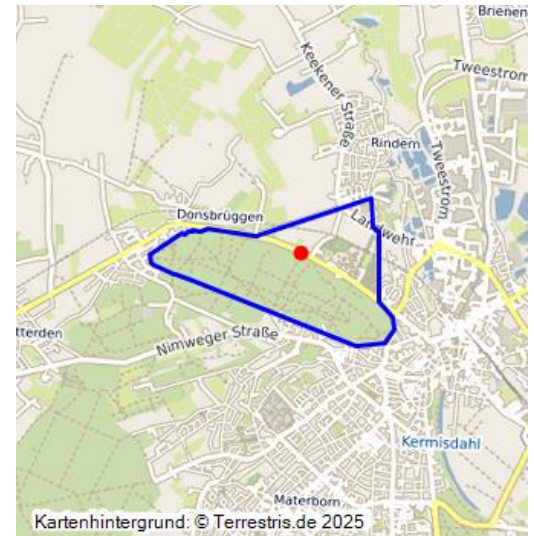 Brienen
Keekener Straße
Tweestrom
Rindern
Tweestrom
Donsbrüggen
Landwehr
tterden
Nimweger Straße
Kermisdahl
Materborn
Kartenhintergrund: © Terrestris.de 2025